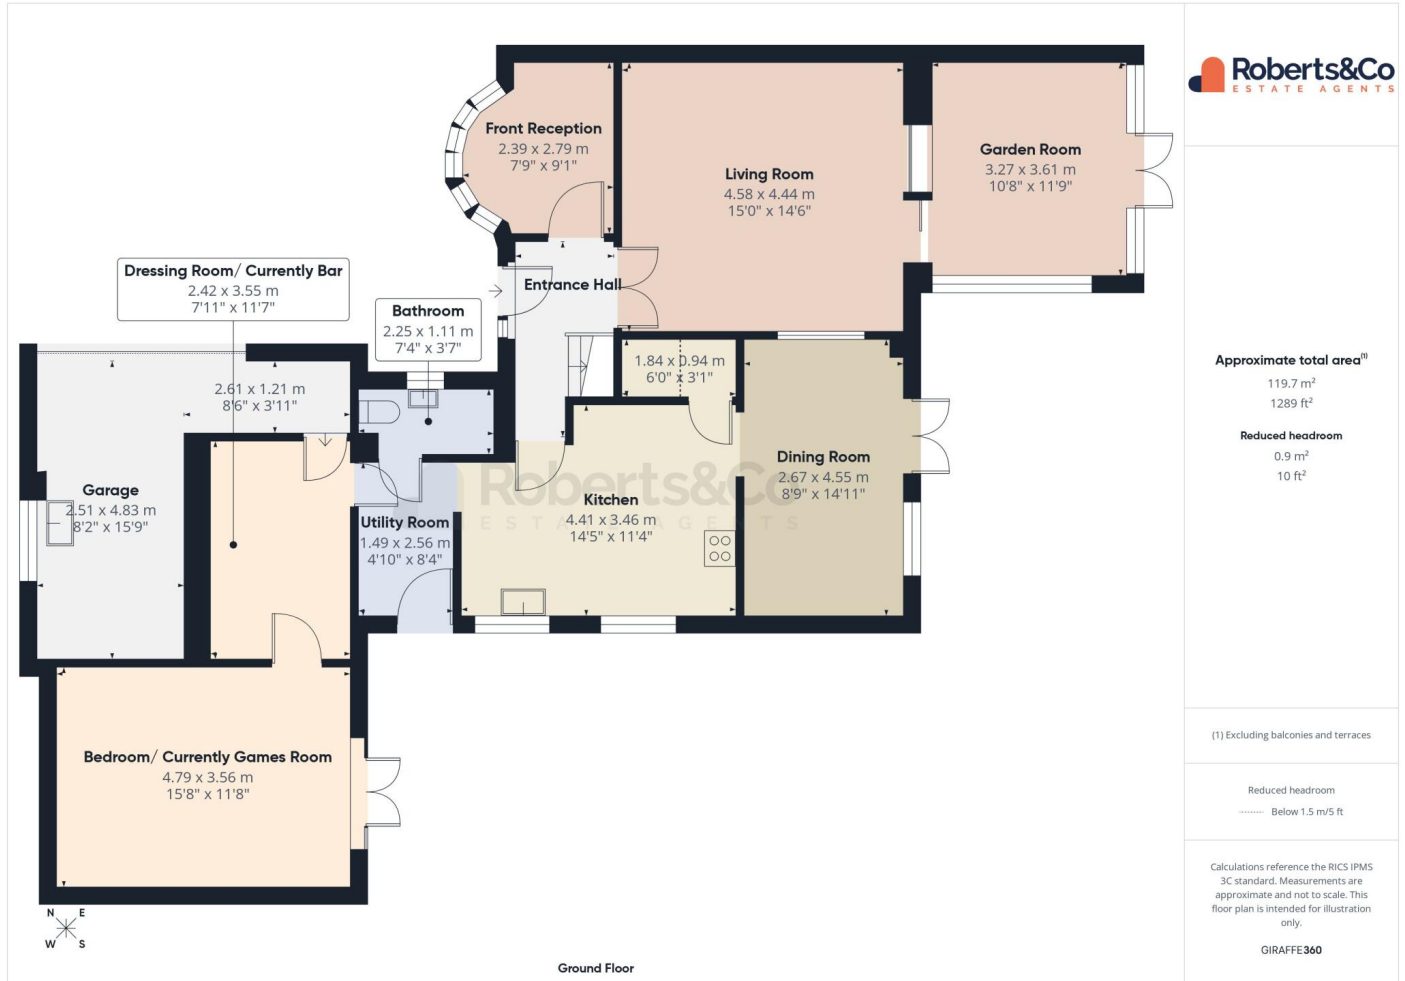 Front Reception
2.39 x 2.79 m
7'9" x 9'1"
Living Room
4.58 x 4.44 m
15'0" x 14'6"
Garden Room
3.27 x 3.61 m
10'8" x 11'9"
Dressing Room/ Currently Bar
2.42 x 3.55 m
7'11" x 11'7"
Bathroom
2.25 x 1.11 m
7'4" x 3'7"
Entrance Hall
2.61 x 1.21 m
8'6" x 3'11"
1.84 x 0.94 m
6'0" x 3'1"
Garage
2.51 x 4.83 m
8'2" x 15'9"
Utility Room
1.49 x 2.56 m
4'10" x 8'4"
Kitchen
4.41 x 3.46 m
14'5" x 11'4"
Dining Room
2.67 x 4.55 m
8'9" x 14'11"
Roberts&Co
ESTATE AGENTS
Bedroom/ Currently Games Room
4.79 x 3.56 m
15'8" x 11'8"
N E
W S
Ground Floor
Roberts&Co
ESTATE AGENTS
Approximate total area(1)
119.7 m²
1289 ft²
Reduced headroom
0.9 m²
10 ft²
(1) Excluding balconies and terraces
Reduced headroom
Below 1.5 m/5 ft
Calculations reference the RICS IPMS
3C standard. Measurements are
approximate and not to scale. This
floor plan is intended for illustration
only.
GIRAFFE360